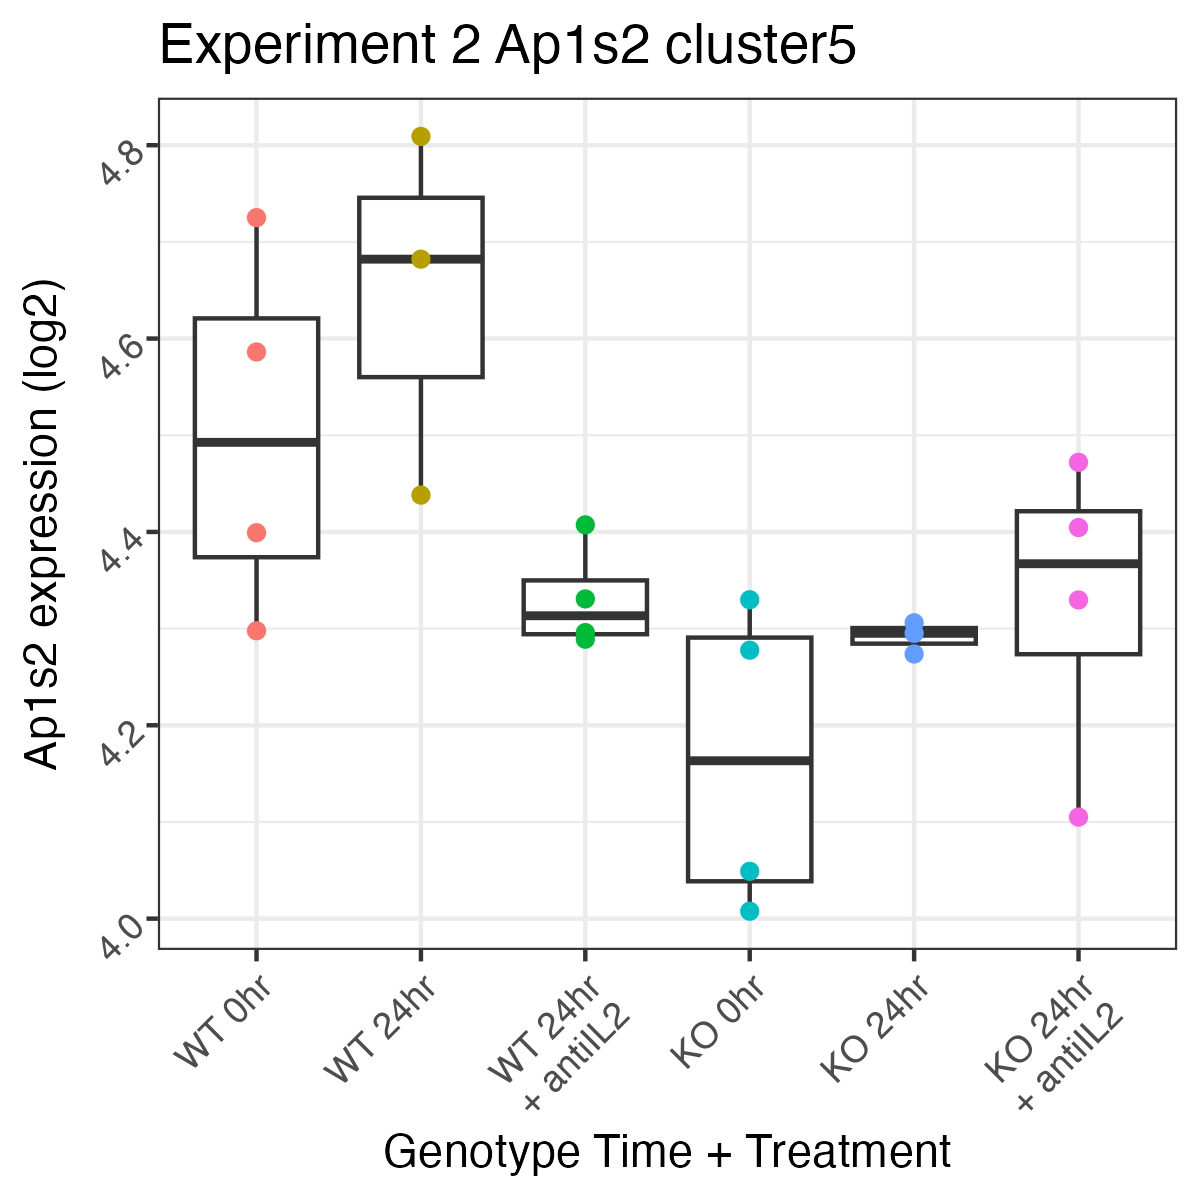 Experiment 2 Ap1s2 cluster5
Ap1s2 expression (log2)
4.8
4.6
4.4
4.2
4.0
WT 0hr
WT 24hr
WT 24hr
+ antiIL2
KO 0hr
KO 24hr
KO 24hr
+ antiIL2
Genotype Time + Treatment